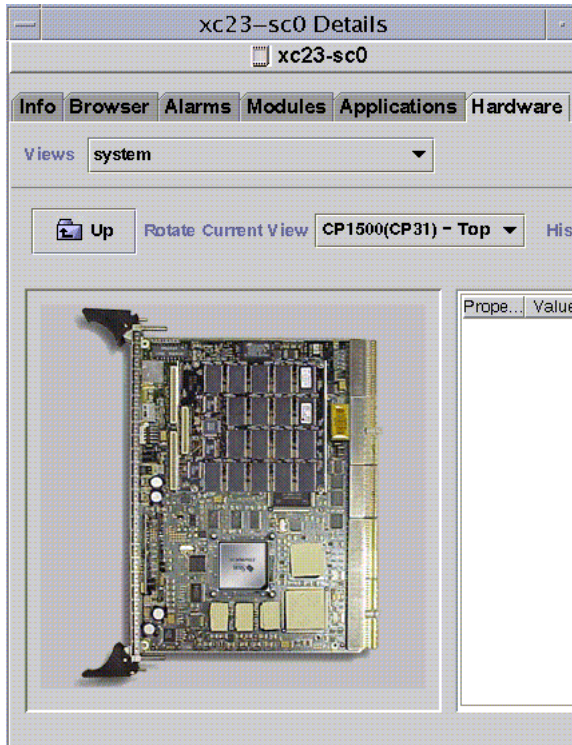 xc23-sc0 Details
xc23-sc0
Info Browser Alarms Modules Applications Hardware
Views system
Up Rotate Current View CP1500(CP31) - Top His
Prope... Value